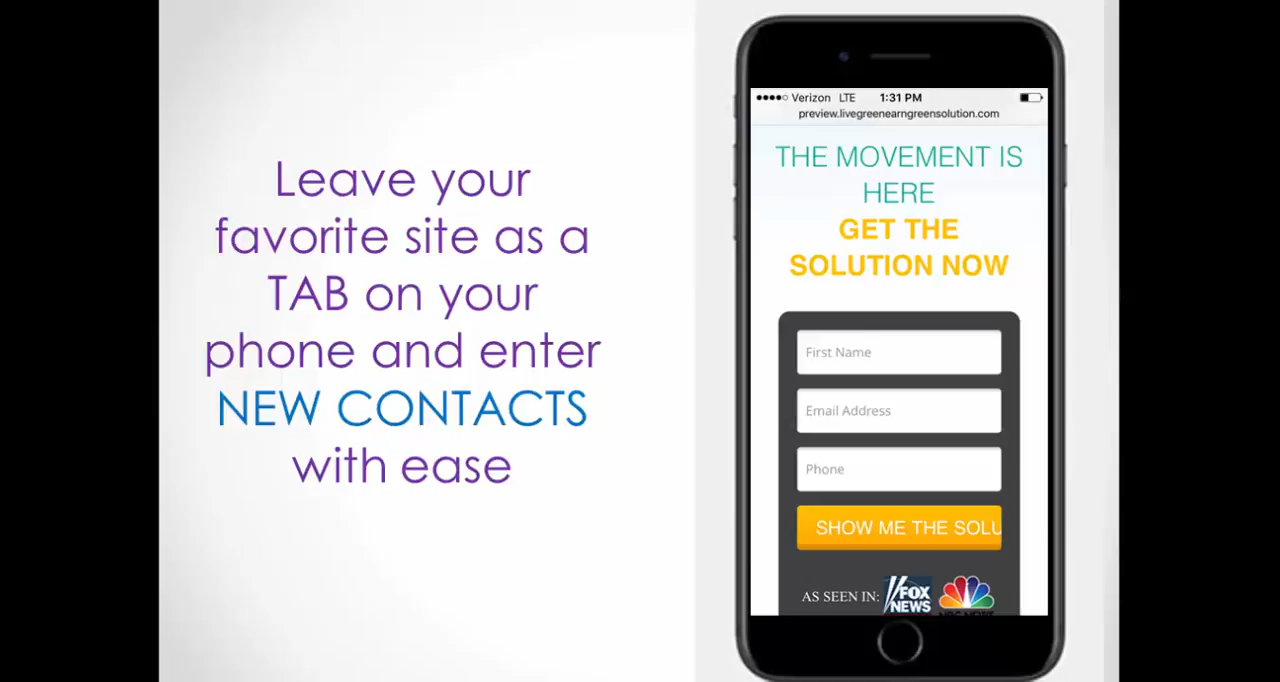 Leave your
favorite site as a
TAB on your
phone and enter
NEW CONTACTS
with ease
Verizon LTE 1:31 PM
preview.livegreenearngreensolution.com
THE MOVEMENT IS
HERE
GET THE
SOLUTION NOW
First Name
Email Address
Phone
SHOW ME THE SOLU
AS SEEN IN:
FOX
NEWS